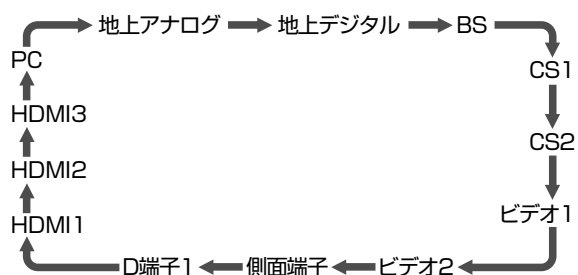 地上アナログ
地上デジタル
BS
CS1
CS2
ビデオ1
ビデオ2
側面端子
D端子1
HDMI1
HDMI2
HDMI3
PC